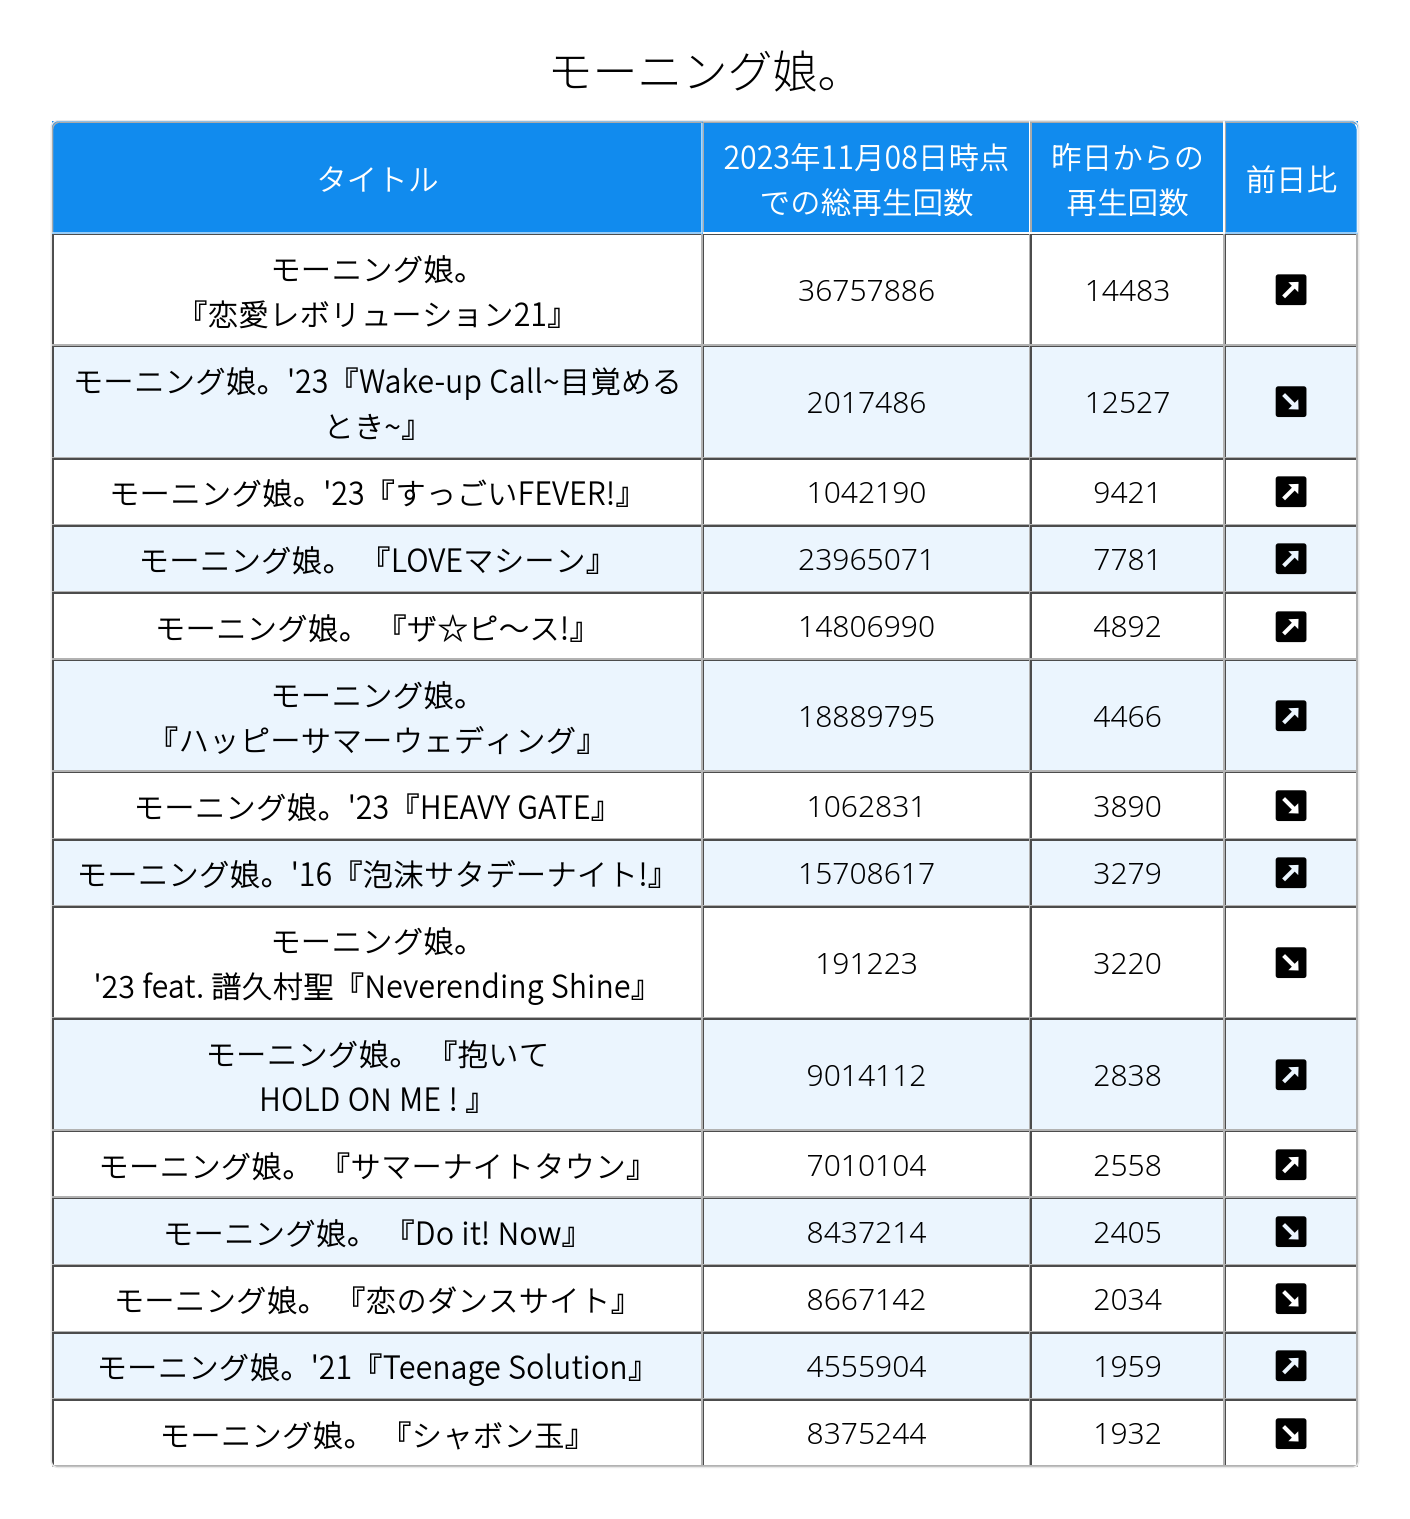 モーニング娘。
タイトル
2023年11月08日時点
での総再生回数
昨日からの
再生回数
前日比
モーニング娘。
『恋愛レボリューション21』
36757886
14483
モーニング娘。'23『Wake-up Call~目覚める
とき~』
2017486
12527
モーニング娘。'23『すっごいFEVER!』
1042190
9421
モーニング娘。 『LOVEマシーン』
23965071
7781
モーニング娘。 『ザ☆ピ〜ス!』
14806990
4892
モーニング娘。
『ハッピーサマーウェディング』
18889795
4466
モーニング娘。'23『HEAVY GATE』
1062831
3890
モーニング娘。'16『泡沫サタデーナイト!』
15708617
3279
モーニング娘。
'23 feat. 譜久村聖『Neverending Shine』
191223
3220
モーニング娘。 『抱いて
HOLD ON ME ! 』
9014112
2838
モーニング娘。 『サマーナイトタウン』
7010104
2558
モーニング娘。 『Do it! Now』
8437214
2405
モーニング娘。 『恋のダンスサイト』
8667142
2034
モーニング娘。'21『Teenage Solution』
4555904
1959
モーニング娘。 『シャボン玉』
8375244
1932